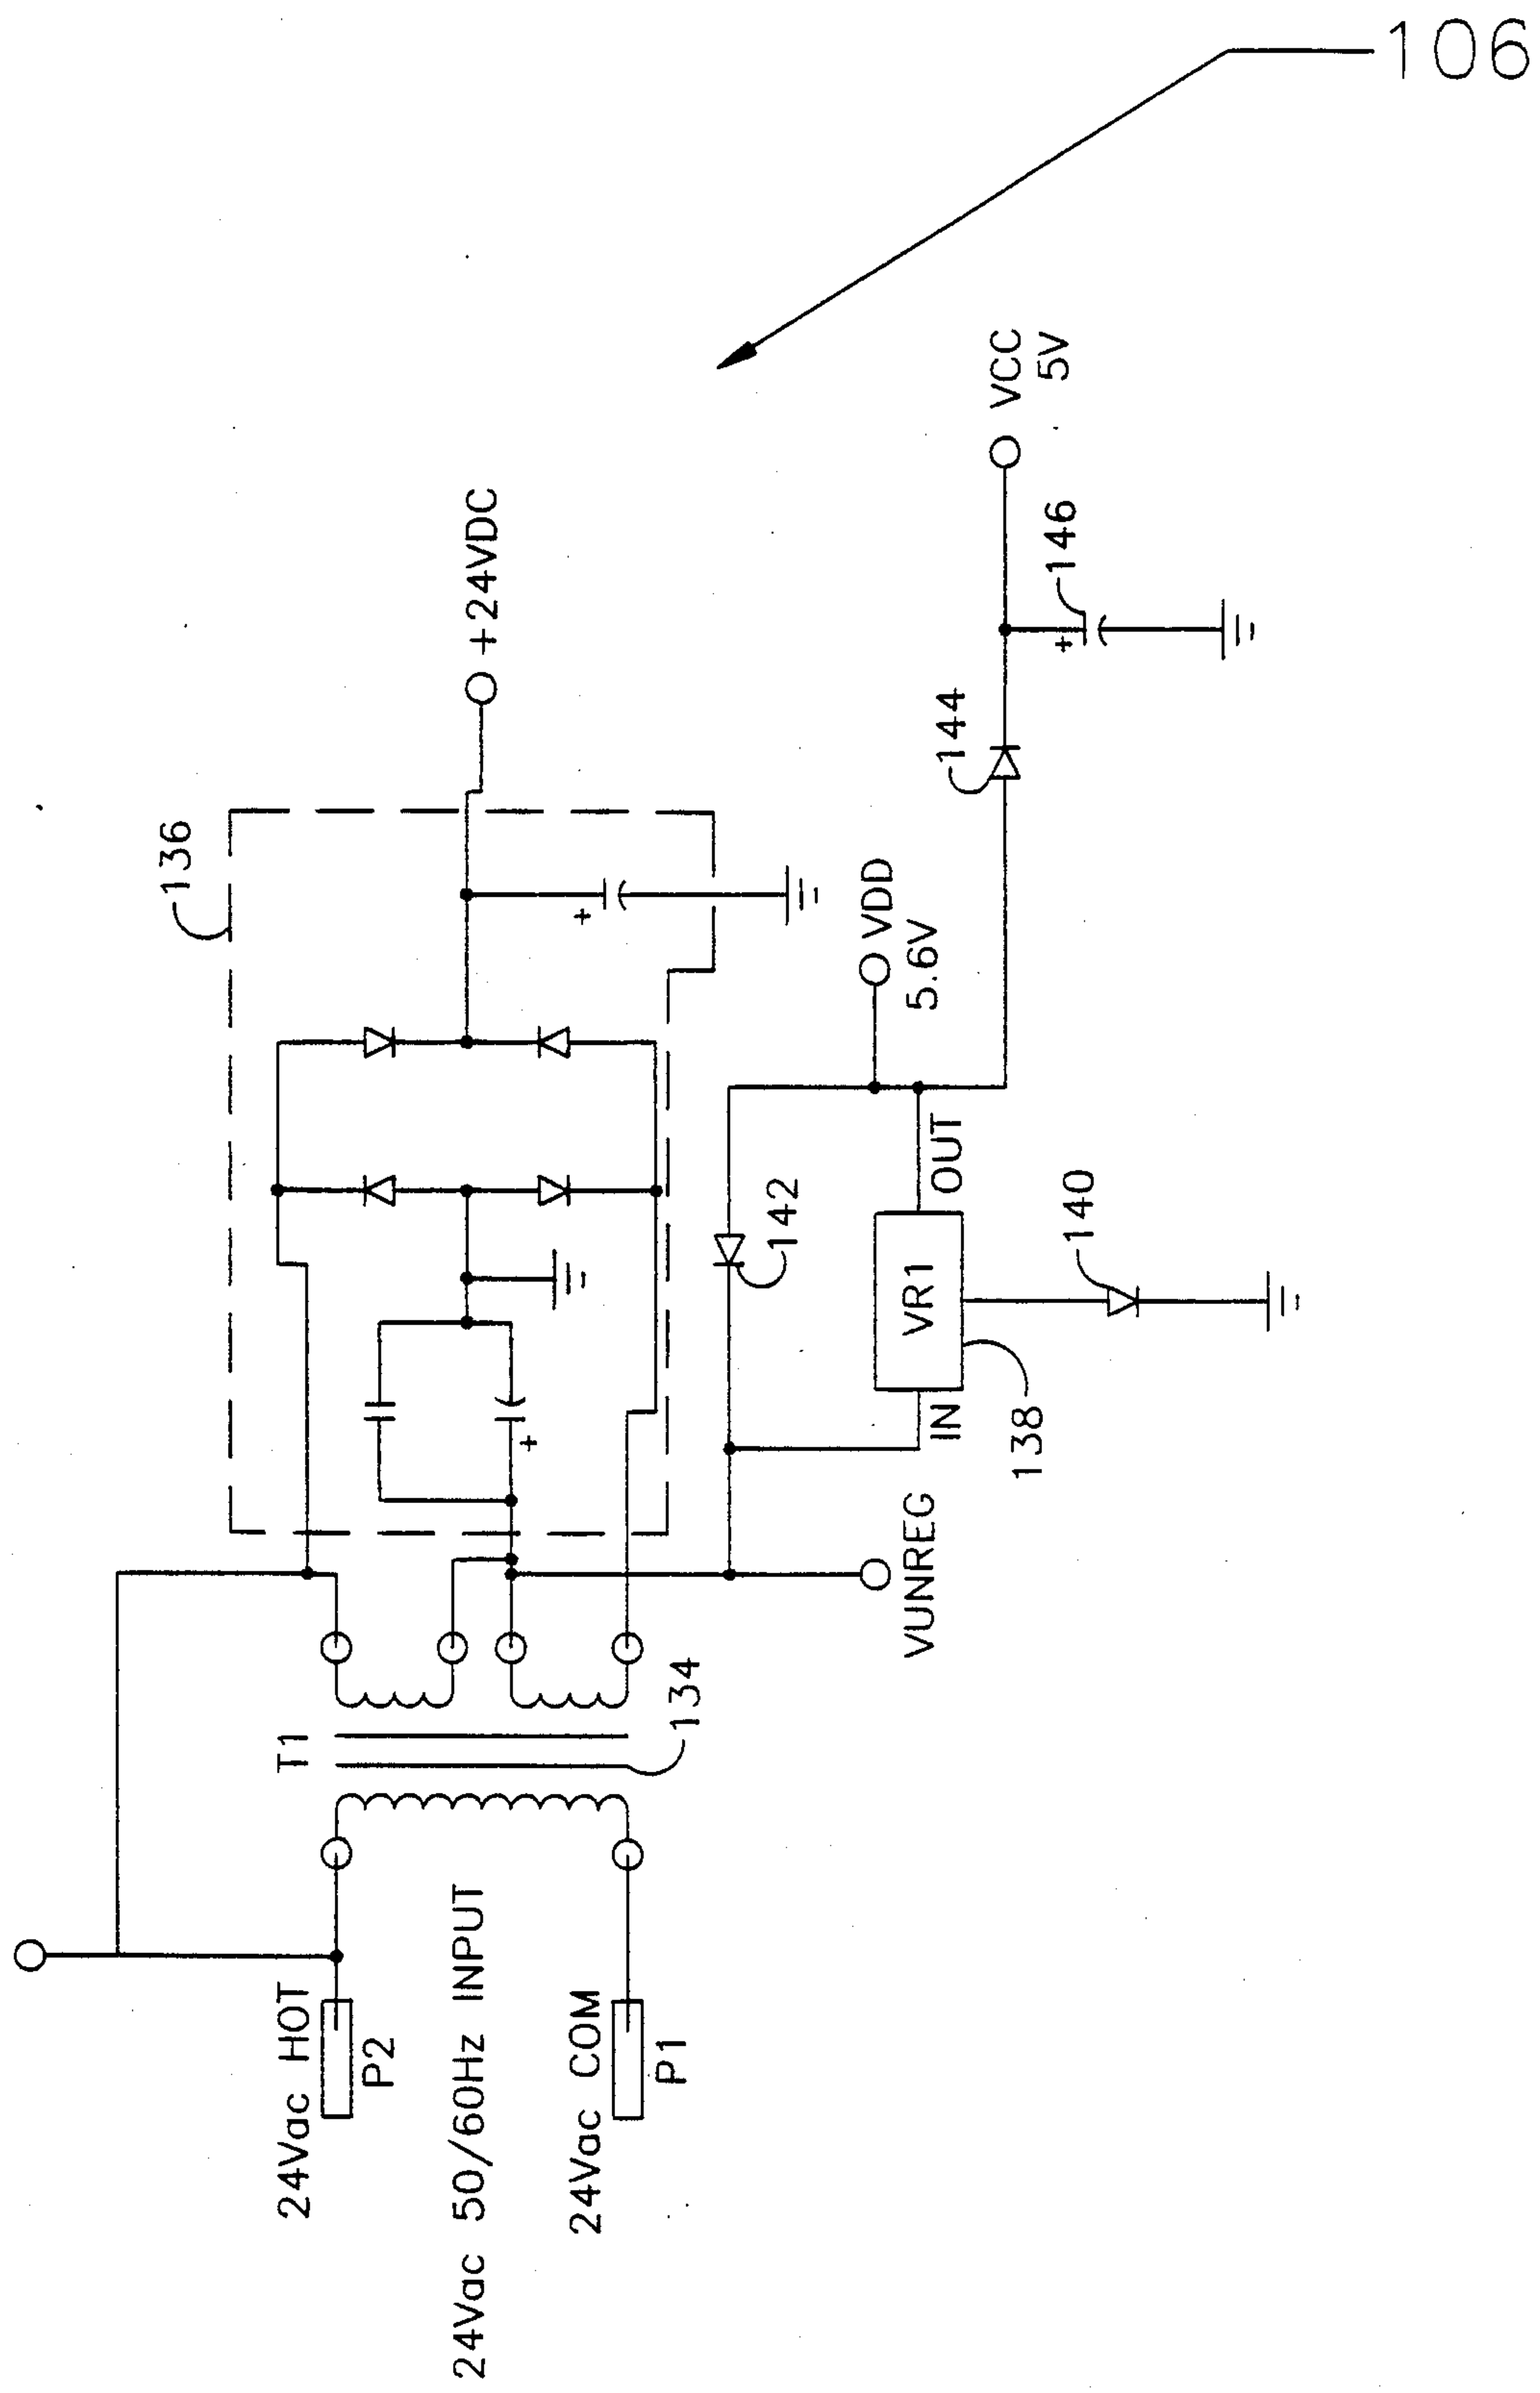 106
136
+24VDC
T1
24Vac HOT
P2
24Vac 50/60Hz INPUT
24Vac COM
P1
134
VUNREG
142
VDD
5.6V
IN
VR1
OUT
138
140
144
VCC
5V
146
+
+
+